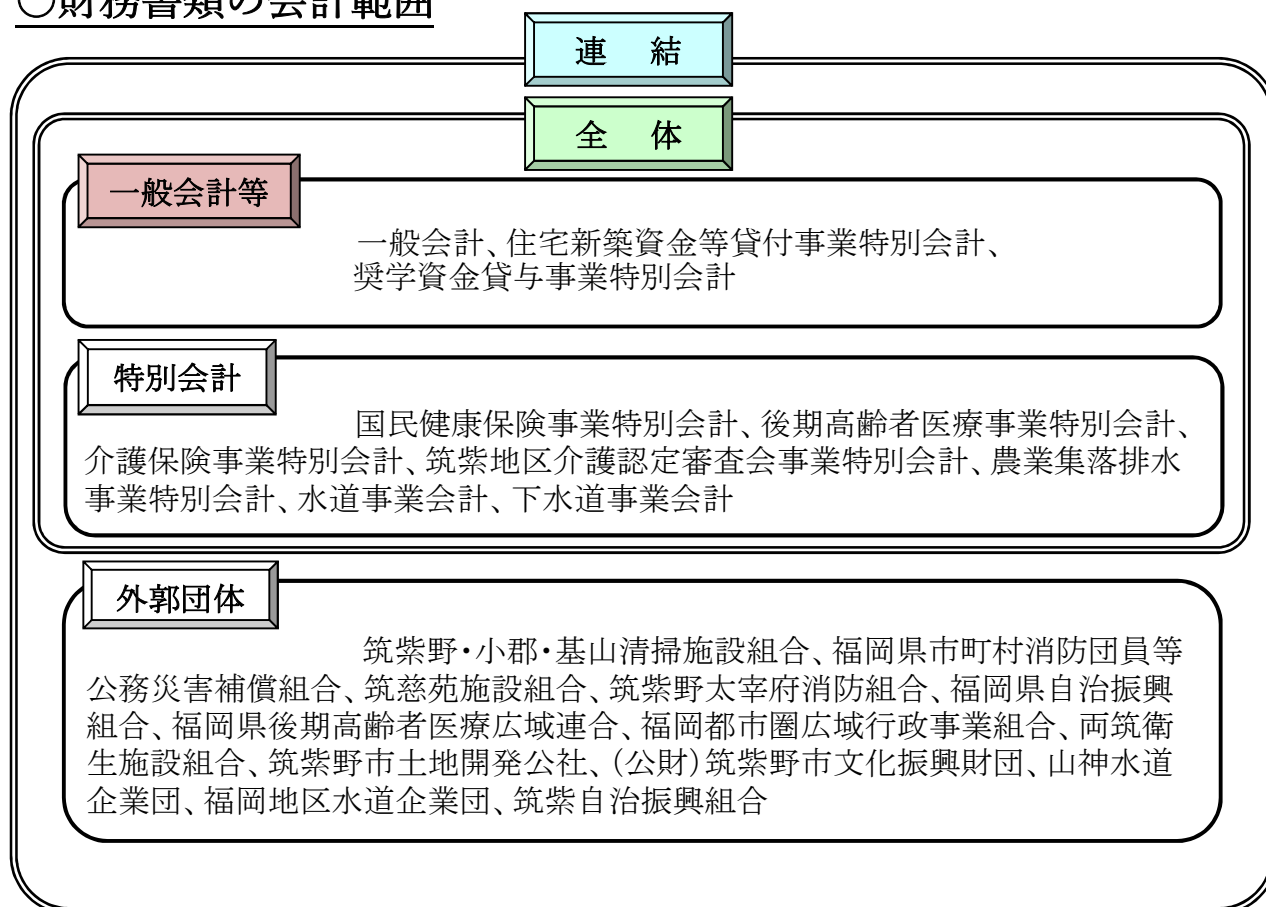 ○財務書類の会計範囲
連 結
全 体
一般会計等
一般会計、住宅新築資金等貸付事業特別会計、
奨学資金貸与事業特別会計
特別会計
国民健康保険事業特別会計、後期高齢者医療事業特別会計、
介護保険事業特別会計、筑紫地区介護認定審査会事業特別会計、農業集落排水
事業特別会計、水道事業会計、下水道事業会計
外郭団体
筑紫野・小郡・基山清掃施設組合、福岡県市町村消防団員等
公務災害補償組合、筑慈苑施設組合、筑紫野太宰府消防組合、福岡県自治振興
組合、福岡県後期高齢者医療広域連合、福岡都市圏広域行政事業組合、両筑衛
生施設組合、筑紫野市土地開発公社、(公財)筑紫野市文化振興財団、山神水道
企業団、福岡地区水道企業団、筑紫自治振興組合